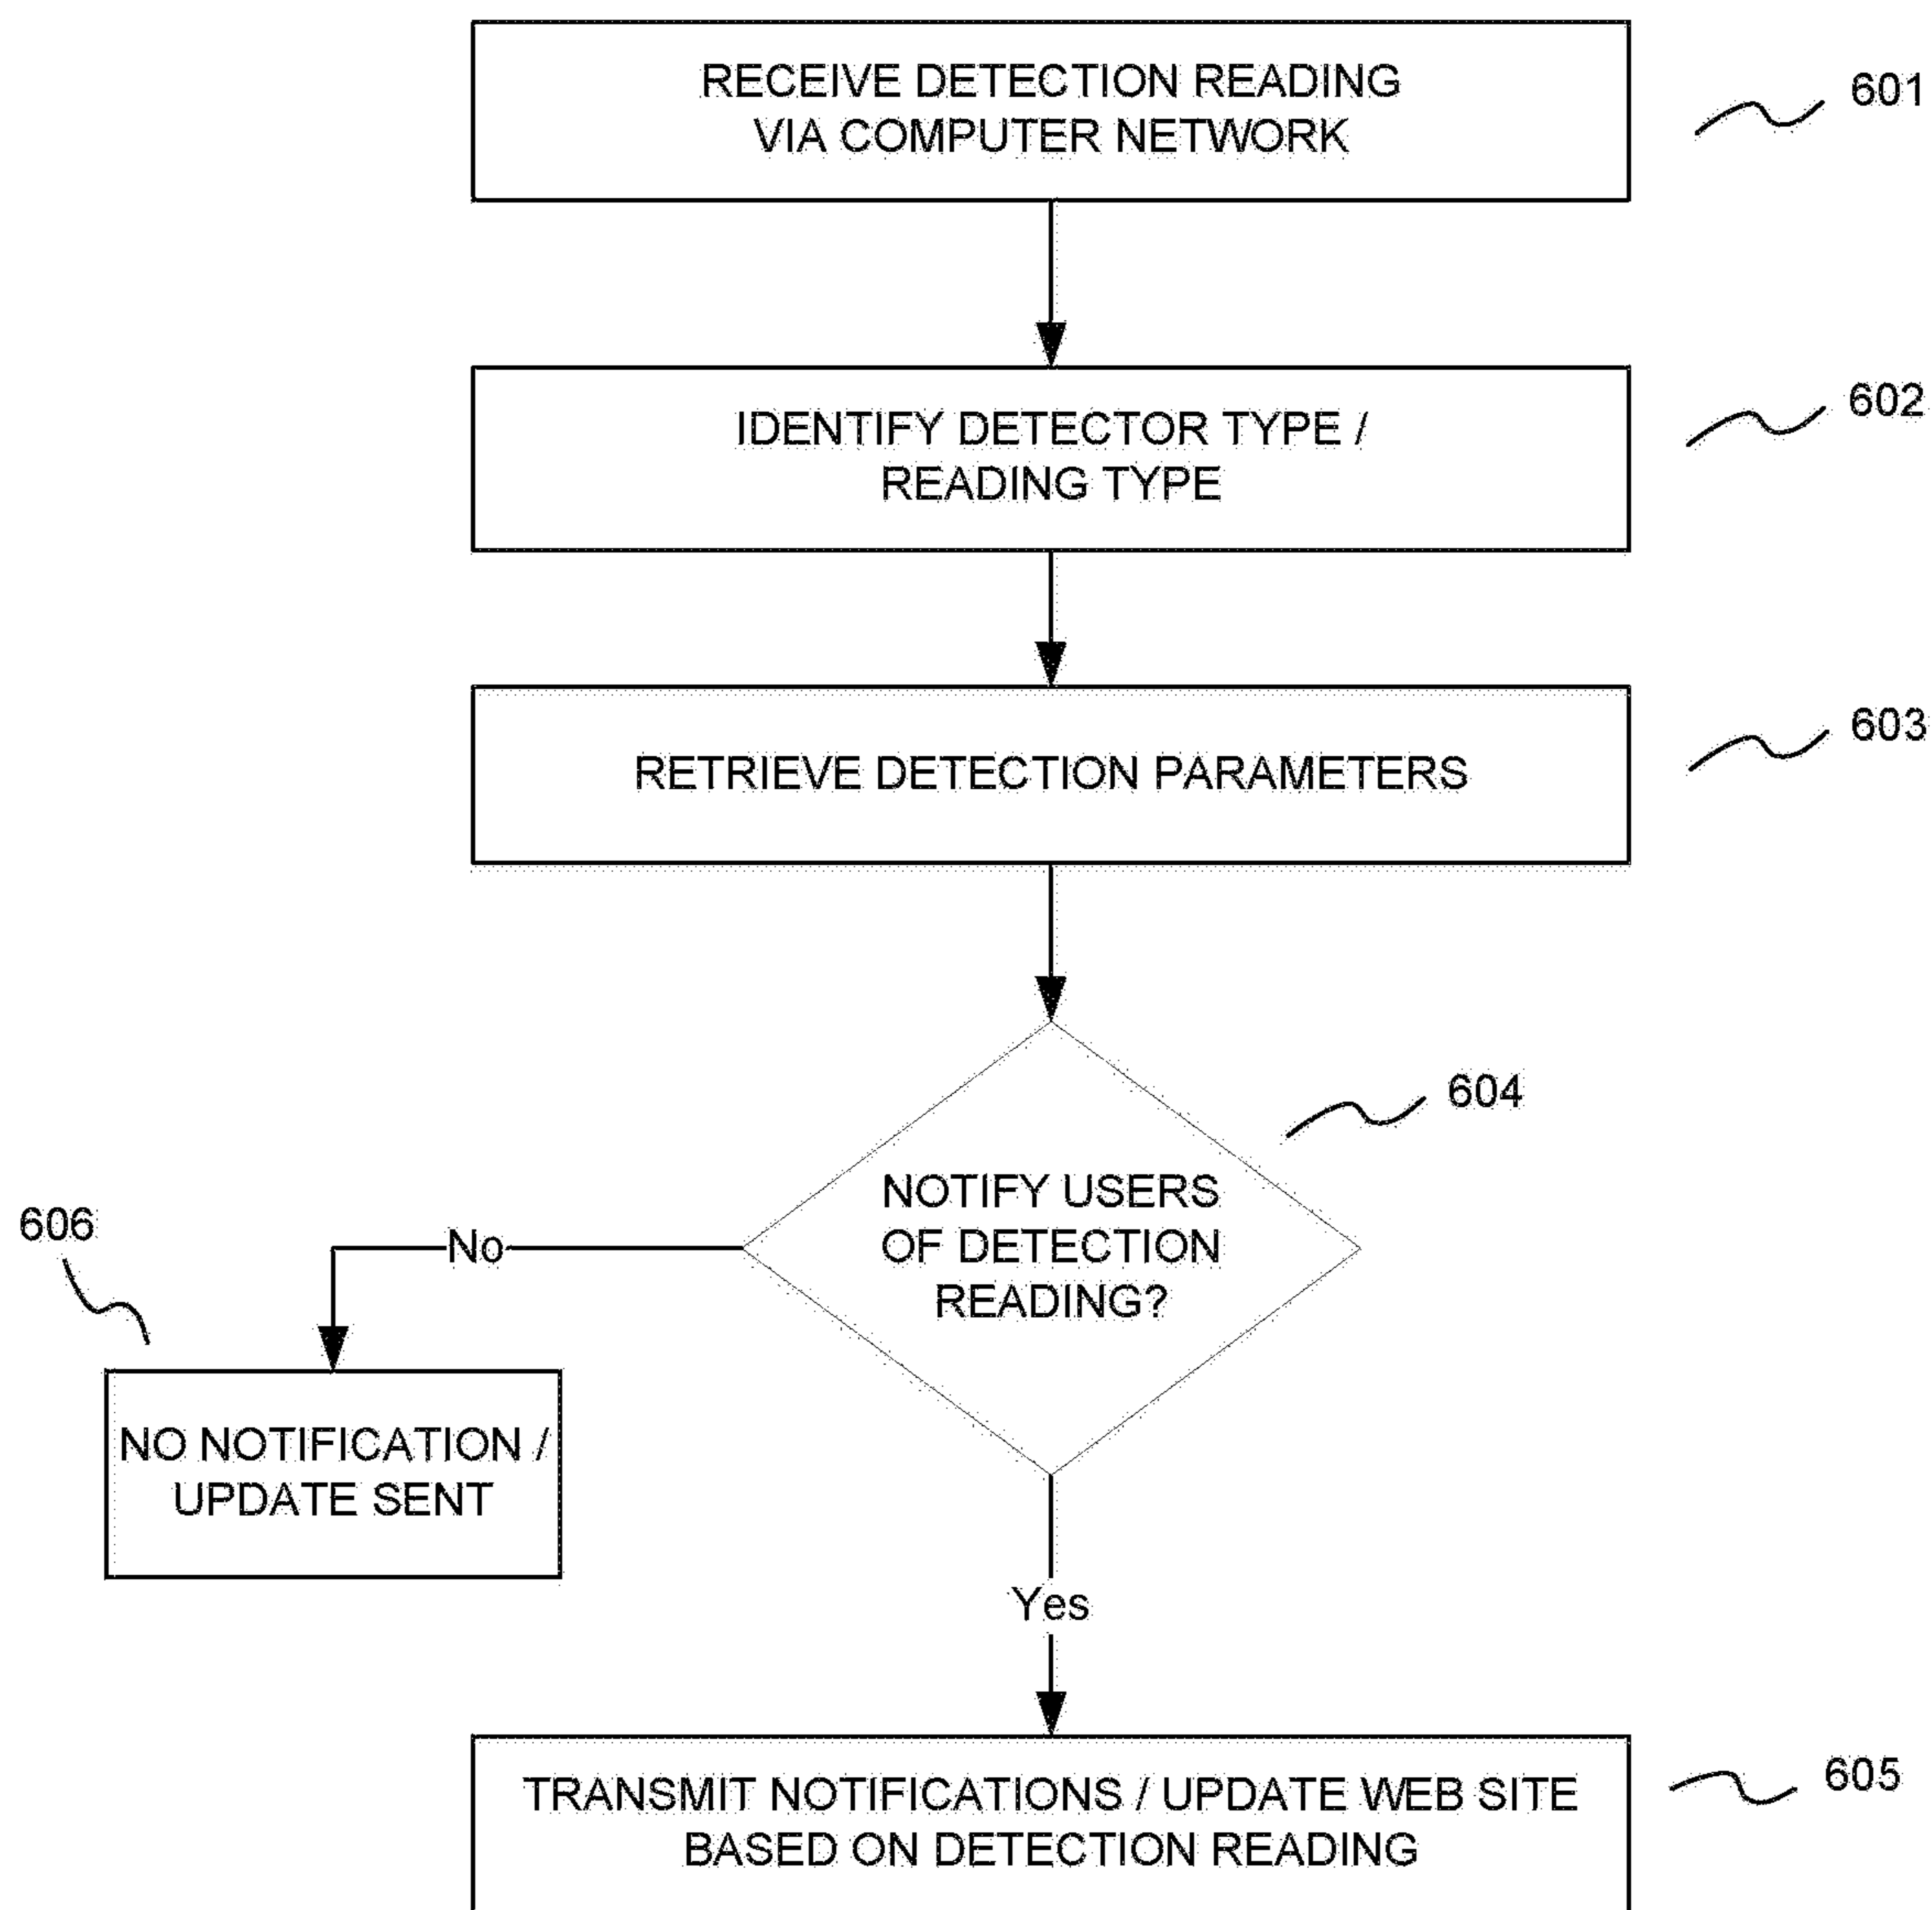 RECEIVE DETECTION READING
VIA COMPUTER NETWORK
601
IDENTIFY DETECTOR TYPE /
READING TYPE
602
RETRIEVE DETECTION PARAMETERS
603
604
NOTIFY USERS
OF DETECTION
READING?
606
No
NO NOTIFICATION /
UPDATE SENT
Yes
TRANSMIT NOTIFICATIONS / UPDATE WEB SITE
BASED ON DETECTION READING
605